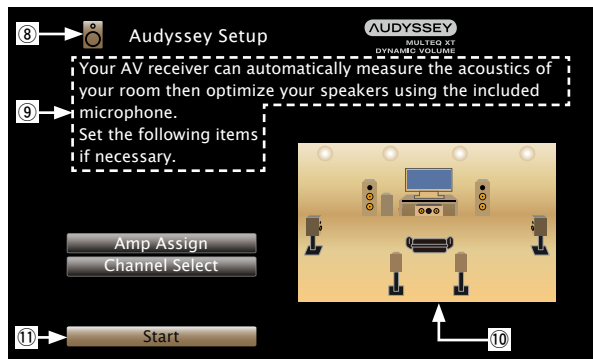 ⑧
Audyssey Setup
AUDYSSEY
MULTEQ XT
DYNAMIC VOLUME
⑨
Your AV receiver can automatically measure the acoustics of
your room then optimize your speakers using the included
microphone.
Set the following items
if necessary.
Amp Assign
Channel Select
⑪
Start
⑩